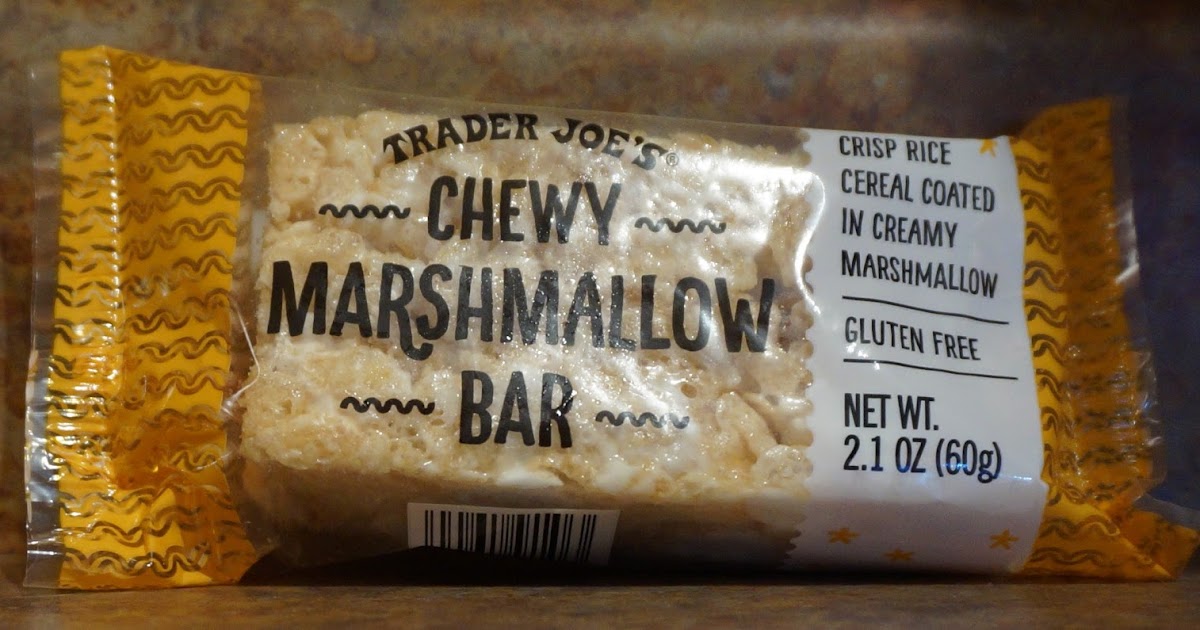 TRADER JOE'S®
CHEWY
MARSHMALLOW
BAR
CRISP RICE
CEREAL COATED
IN CREAMY
MARSHMALLOW
GLUTEN FREE
NET WT.
2.1 OZ (60g)